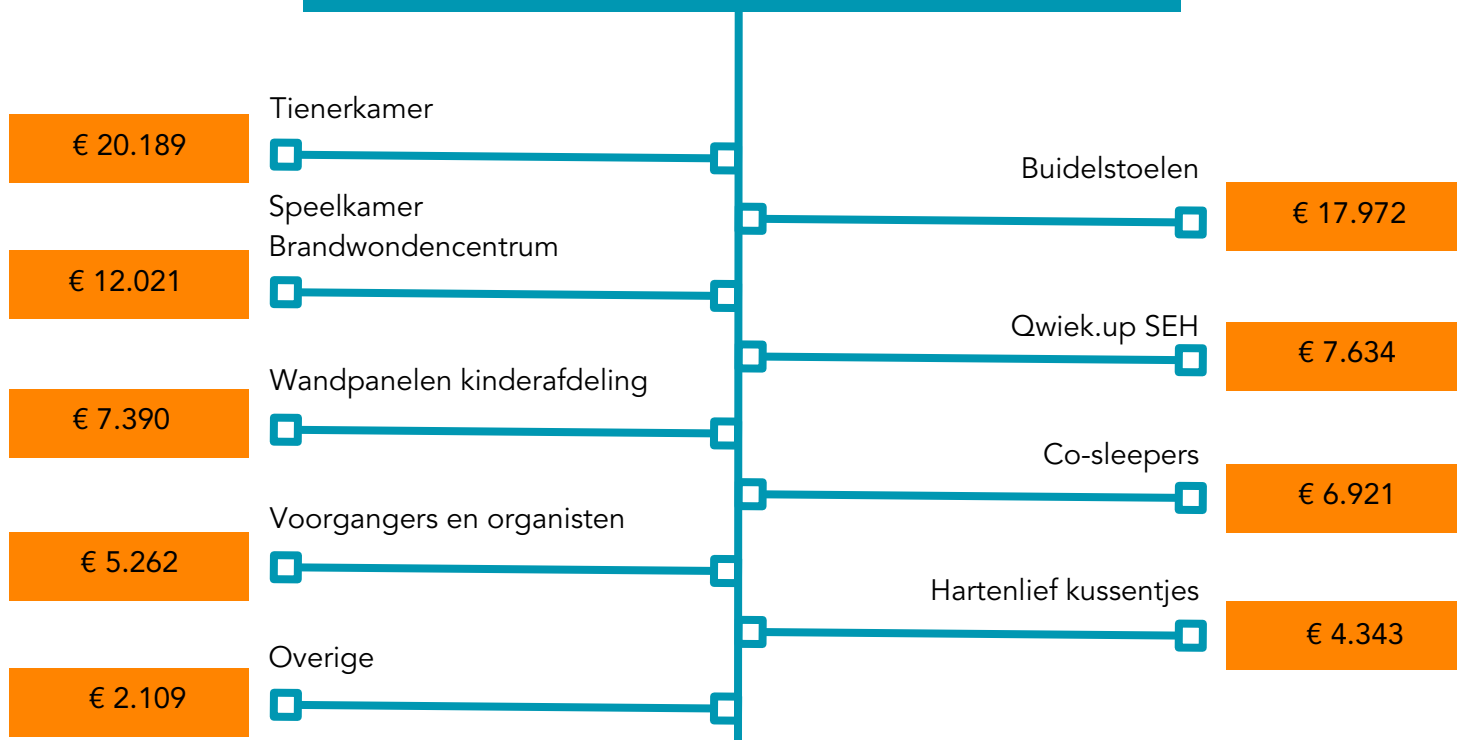 Tienerkamer
€ 20.189
Buidelstoelen
€ 17.972
Speelkamer
Brandwondencentrum
€ 12.021
Qwiek.up SEH
€ 7.634
Wandpanelen kinderafdeling
€ 7.390
Co-sleepers
€ 6.921
Voorgangers en organisten
€ 5.262
Hartenlief kussentjes
€ 4.343
Overige
€ 2.109